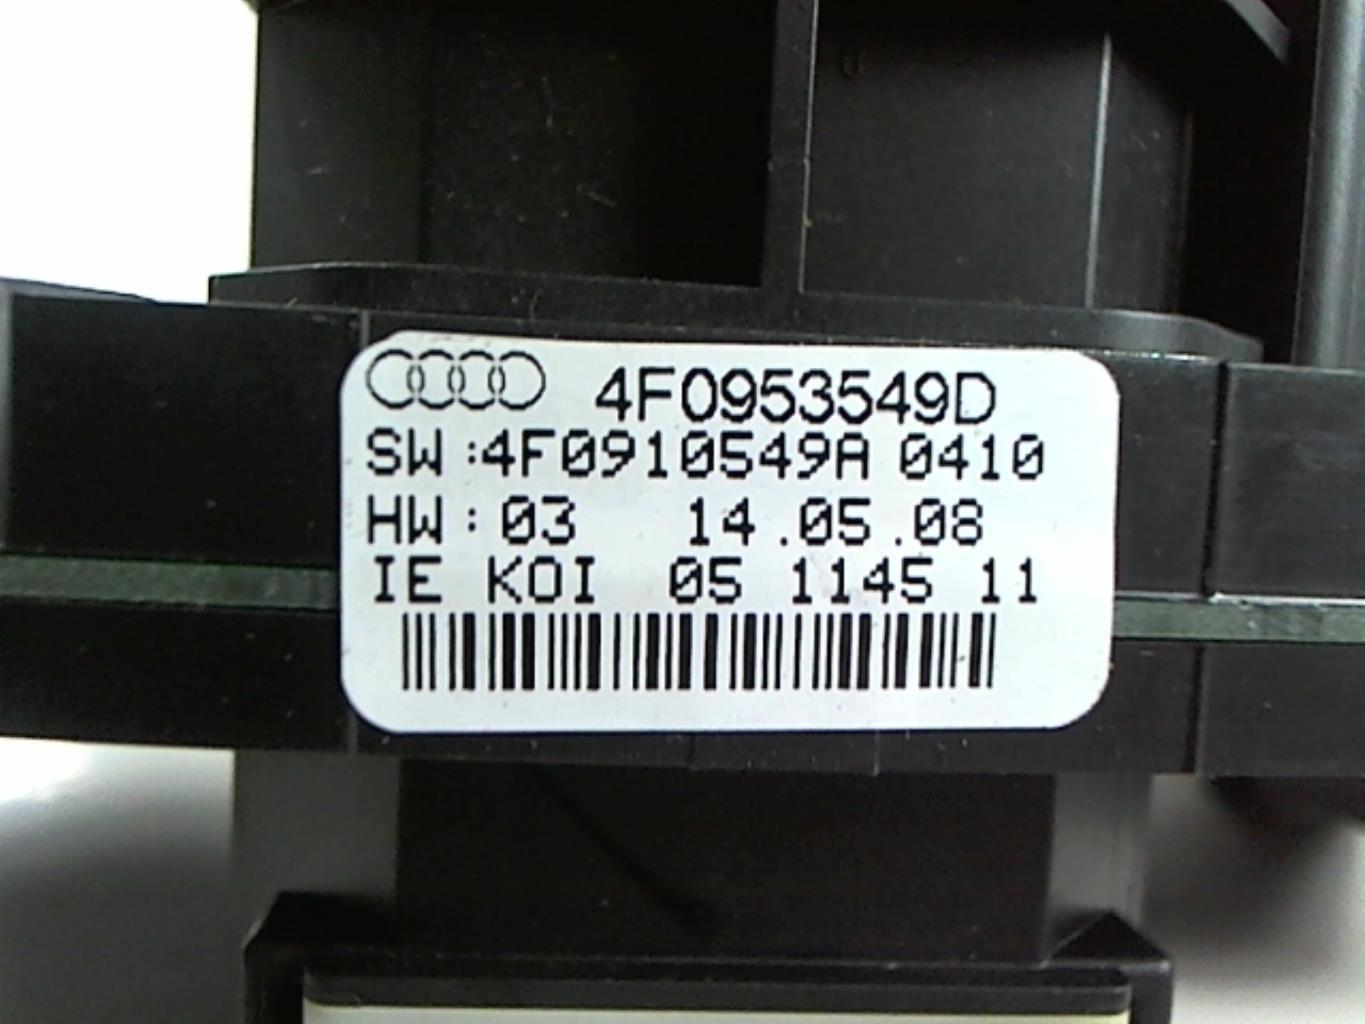 4F0953549D
SW :4F0910549A 0410
HW : 03 14 .05 .08
IE KOI 05 1145 11